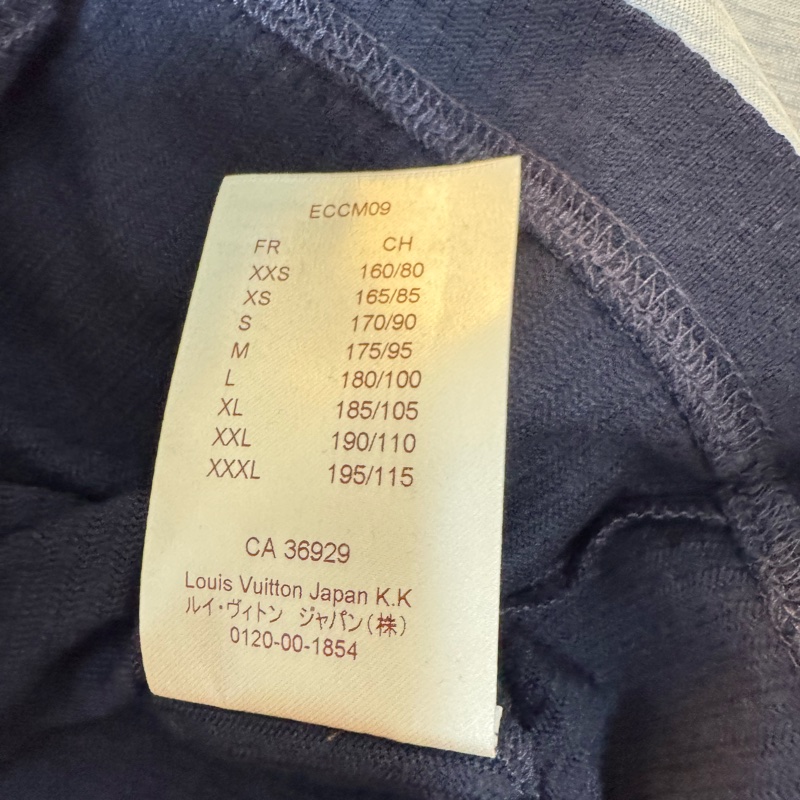 ECCM09
FR CH
XXS 160/80
XS 165/85
S 170/90
M 175/95
L 180/100
XL 185/105
XXL 190/110
XXXL 195/115
CA 36929
Louis Vuitton Japan K.K
ルイ・ヴィトン ジャパン(株)
0120-00-1854